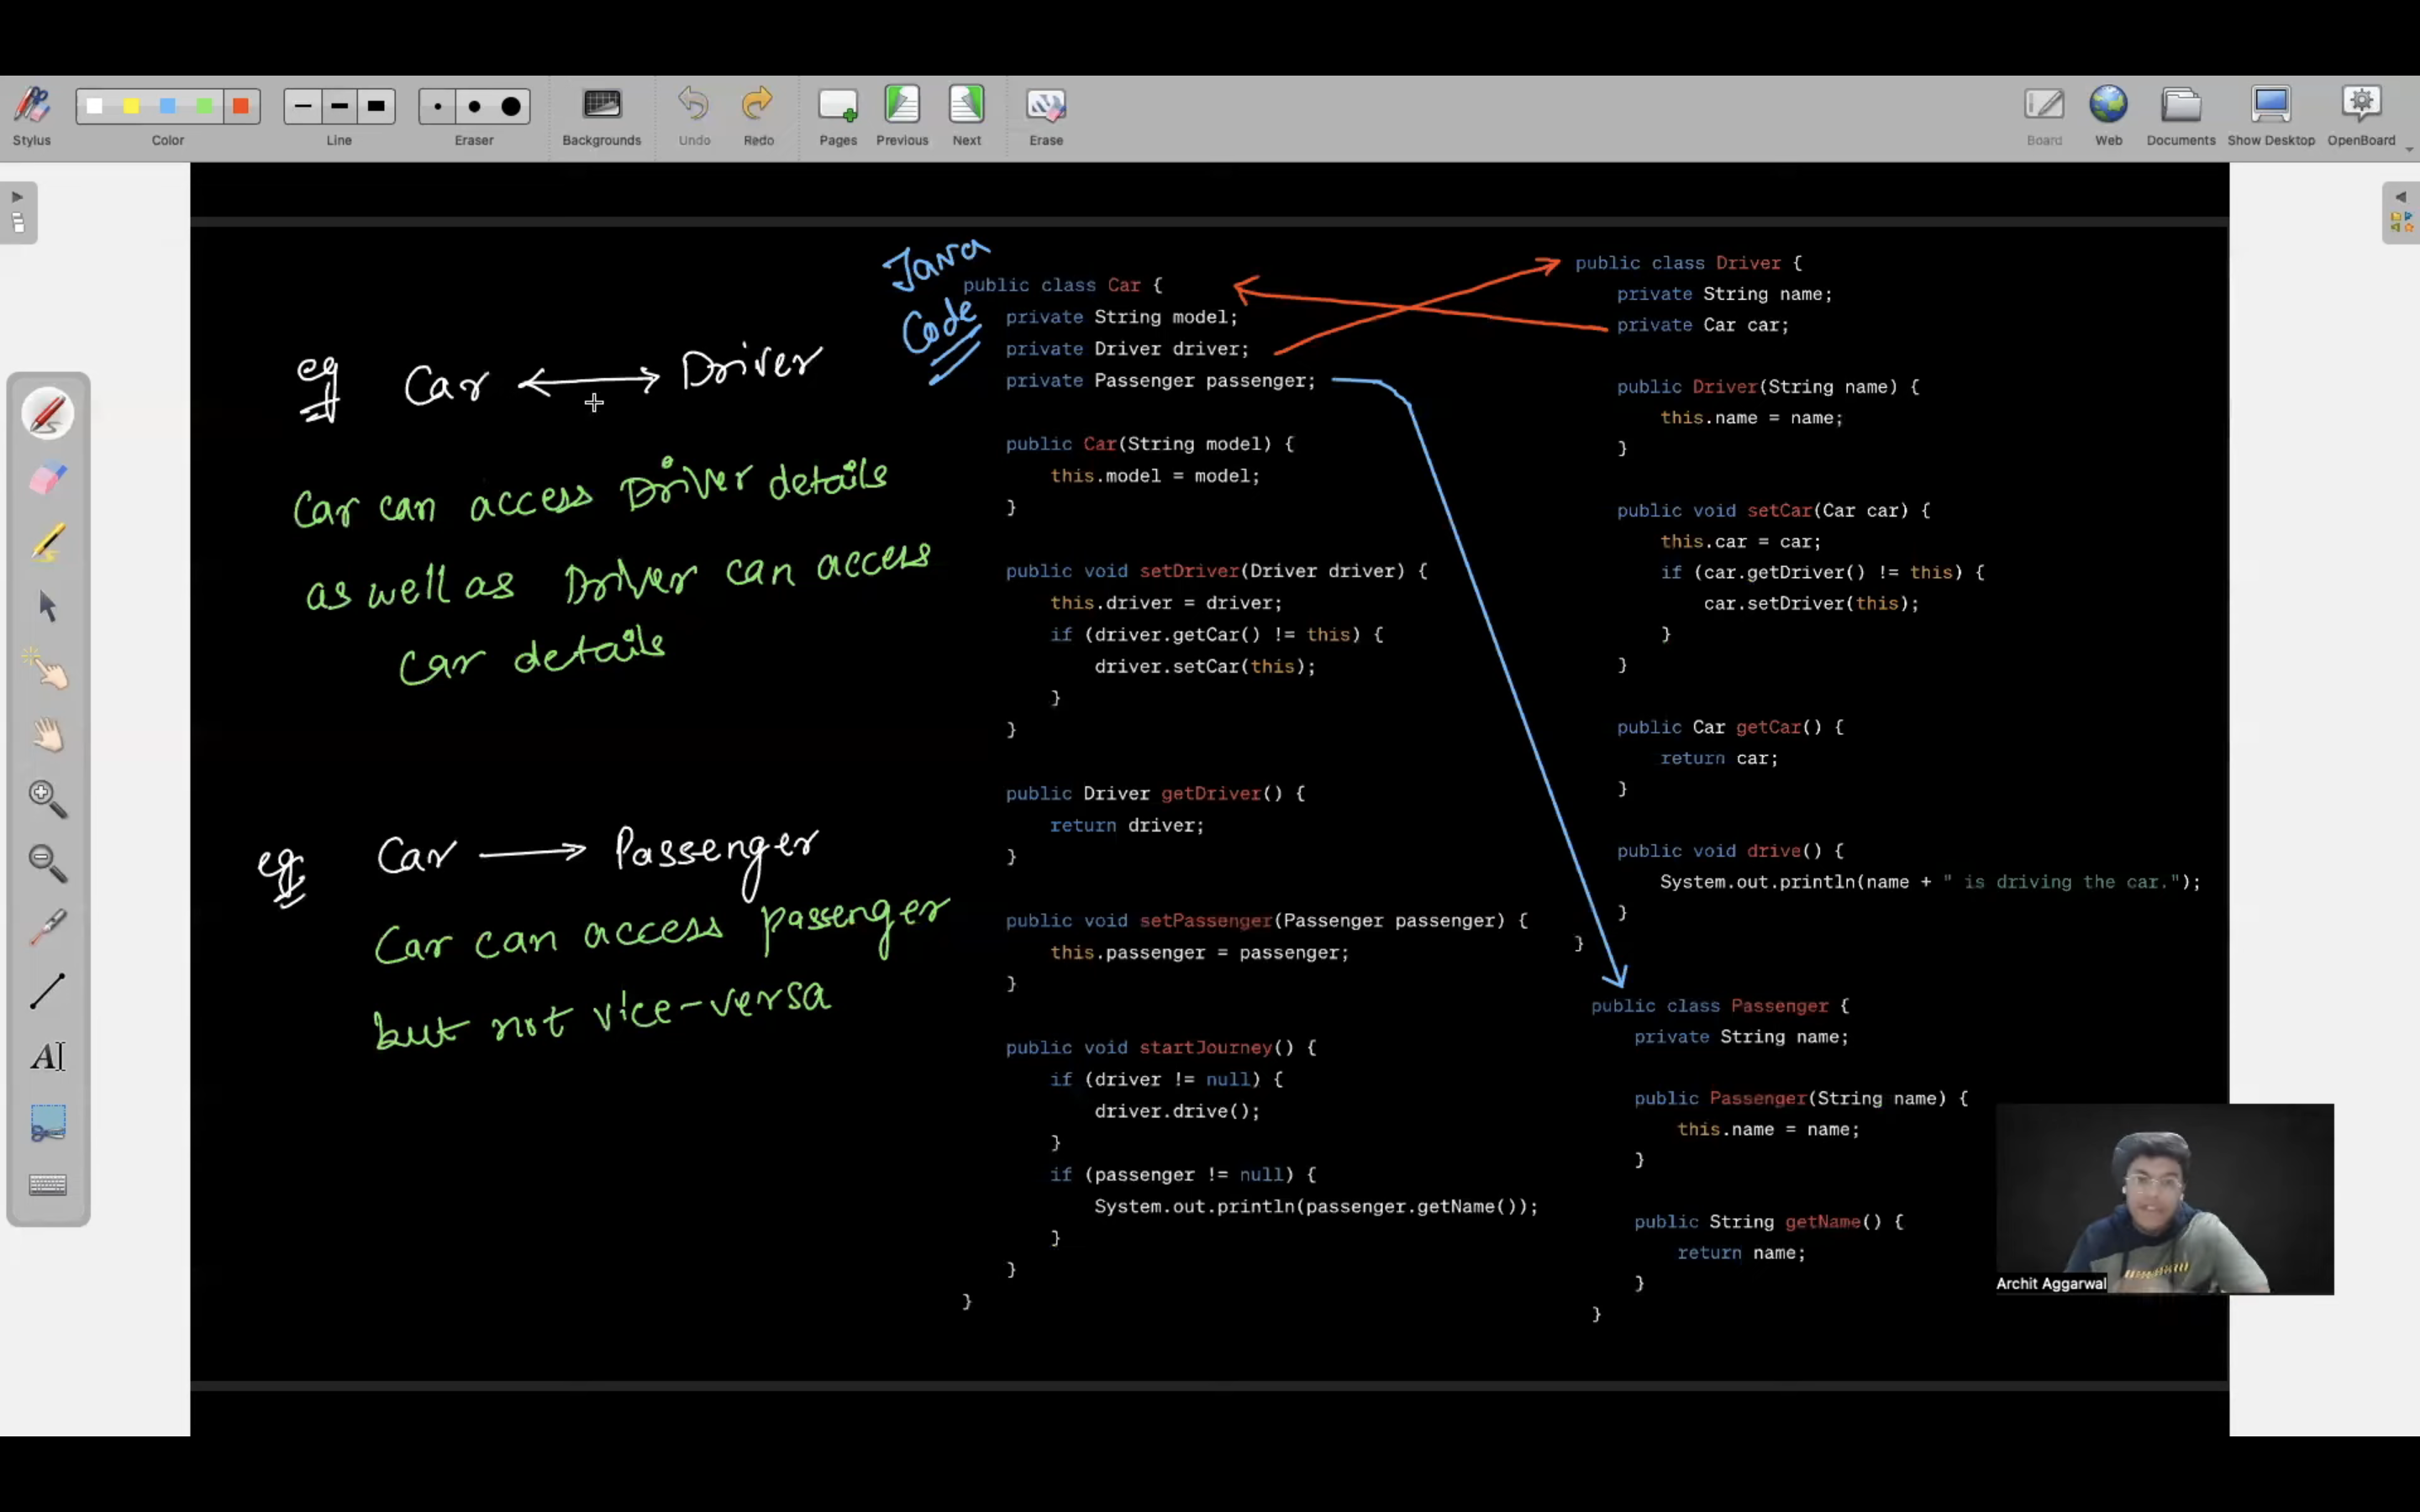 Stylus
Color
Line
Eraser
Backgrounds
Undo
Redo
Pages
Previous
Next
Erase
Board
Web
Documents
Show Desktop
OpenBoard
eg Car ⟷ Driver
Car can access Driver details
as well as Driver can access
Car details
eg Car ⟶ Passenger
Car can access passenger
but not vice-versa
Java
Code
public class Car {
    private String model;
    private Driver driver;
    private Passenger passenger;

    public Car(String model) {
        this.model = model;
    }

    public void setDriver(Driver driver) {
        this.driver = driver;
        if (driver.getCar() != this) {
            driver.setCar(this);
        }
    }

    public Driver getDriver() {
        return driver;
    }

    public void setPassenger(Passenger passenger) {
        this.passenger = passenger;
    }

    public void startJourney() {
        if (driver != null) {
            driver.drive();
        }
        if (passenger != null) {
            System.out.println(passenger.getName());
        }
    }
}
public class Driver {
    private String name;
    private Car car;

    public Driver(String name) {
        this.name = name;
    }

    public void setCar(Car car) {
        this.car = car;
        if (car.getDriver() != this) {
            car.setDriver(this);
        }
    }

    public Car getCar() {
        return car;
    }

    public void drive() {
        System.out.println(name + " is driving the car.");
    }
}
public class Passenger {
    private String name;

    public Passenger(String name) {
        this.name = name;
    }

    public String getName() {
        return name;
    }
}
Archit Aggarwal